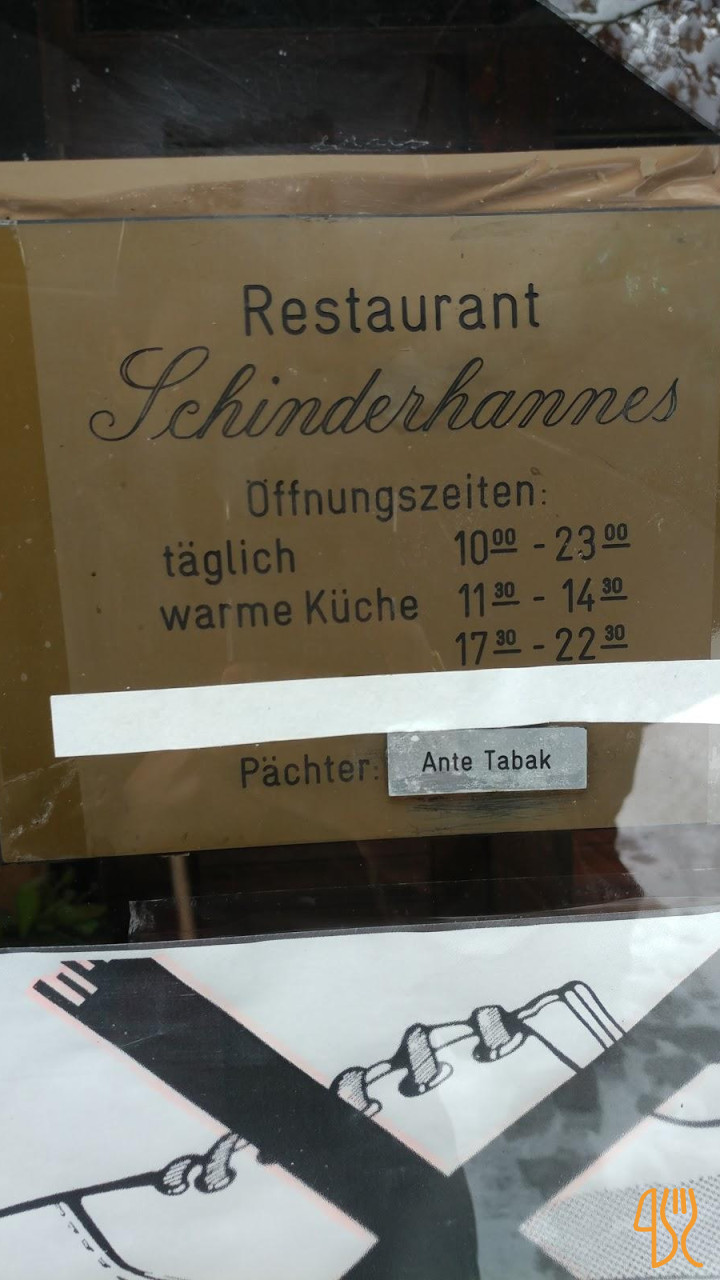 Restaurant
Schinderhannes
Öffnungszeiten:
täglich 10⁰⁰ - 23⁰⁰
warme Küche 11³⁰ - 14³⁰
17³⁰ - 22³⁰
Pächter: Ante Tabak